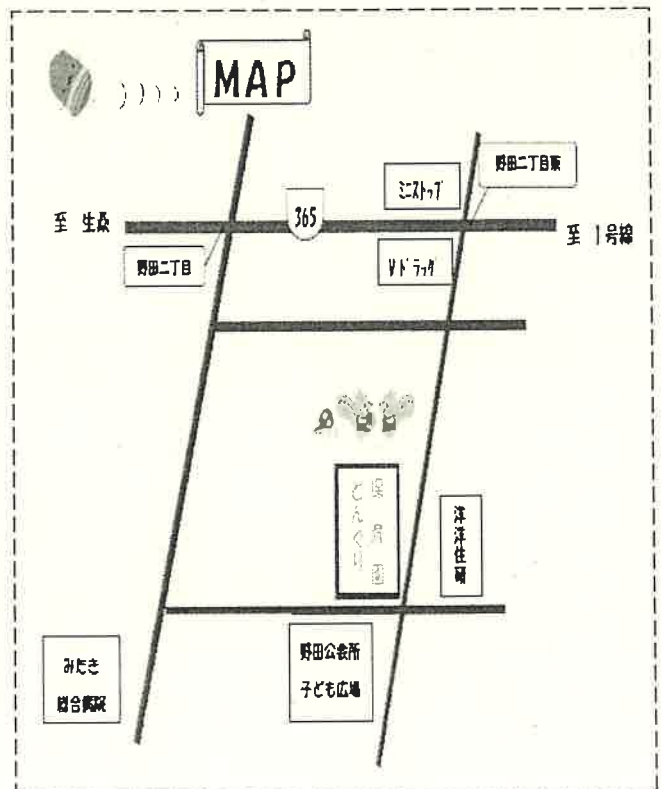 MAP
野田二丁目東
ミニストップ
365
至 生桑
至 1号線
野田二丁目
Vドラッグ
保育園
どんぐり
洋洋住
野田公会所
子ども広場
みたき
総合病院